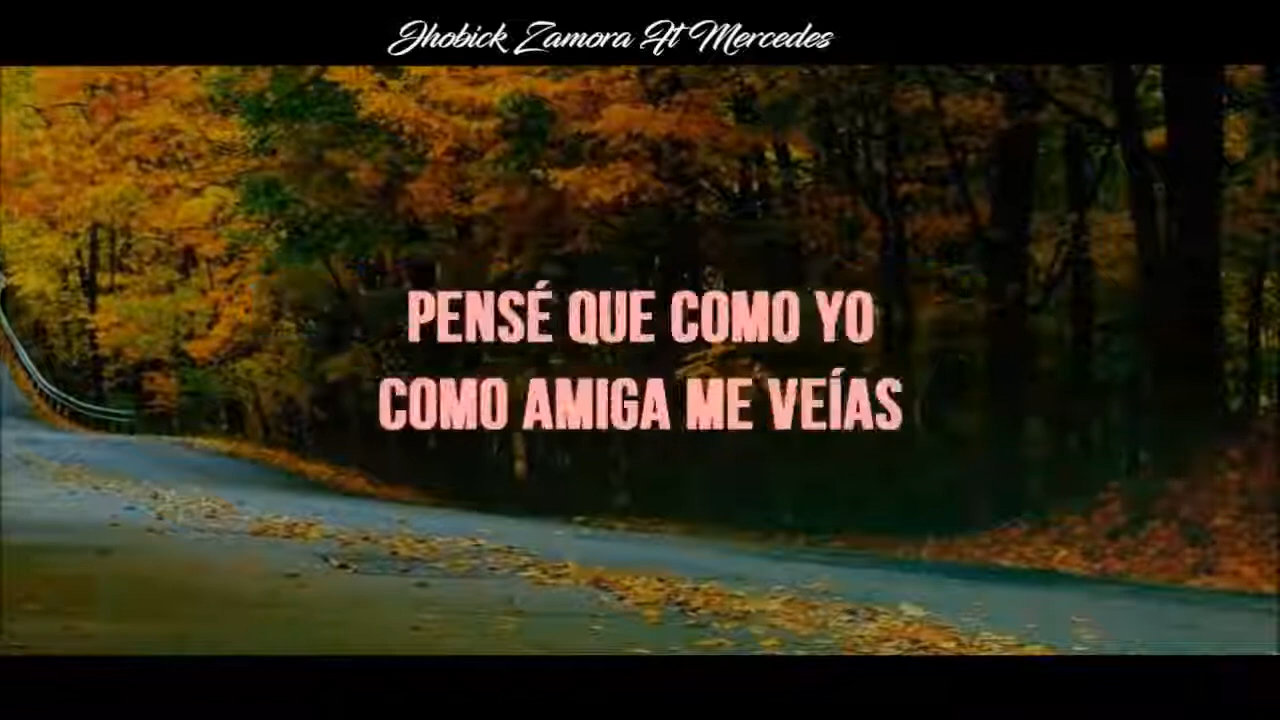 Jhobick Zamora Ft Mercedes
PENSÉ QUE COMO YO
COMO AMIGA ME VEÍAS